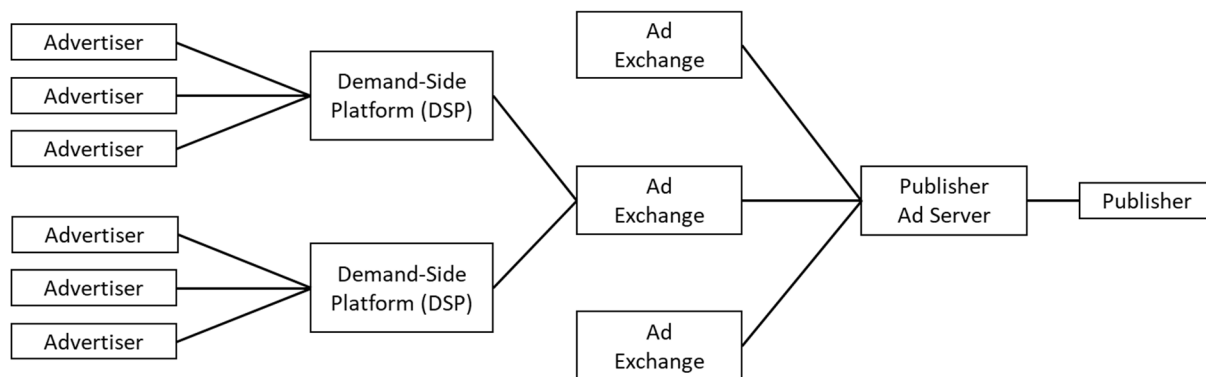 Advertiser
Advertiser
Advertiser
Demand-Side
Platform (DSP)
Advertiser
Advertiser
Advertiser
Demand-Side
Platform (DSP)
Ad
Exchange
Ad
Exchange
Ad
Exchange
Publisher
Ad Server
Publisher